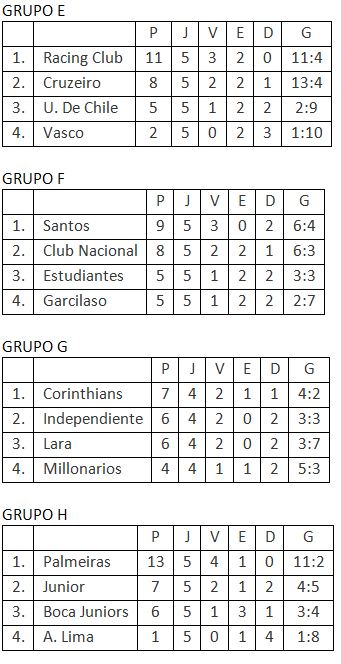 GRUPO E
P J V E D G
1. Racing Club 11 5 3 2 0 11:4
2. Cruzeiro 8 5 2 2 1 13:4
3. U. De Chile 5 5 1 2 2 2:9
4. Vasco 2 5 0 2 3 1:10
GRUPO F
P J V E D G
1. Santos 9 5 3 0 2 6:4
2. Club Nacional 8 5 2 2 1 6:3
3. Estudiantes 5 5 1 2 2 3:3
4. Garcilaso 5 5 1 2 2 2:7
GRUPO G
P J V E D G
1. Corinthians 7 4 2 1 1 4:2
2. Independiente 6 4 2 0 2 3:3
3. Lara 6 4 2 0 2 3:7
4. Millonarios 4 4 1 1 2 5:3
GRUPO H
P J V E D G
1. Palmeiras 13 5 4 1 0 11:2
2. Junior 7 5 2 1 2 4:5
3. Boca Juniors 6 5 1 3 1 3:4
4. A. Lima 1 5 0 1 4 1:8